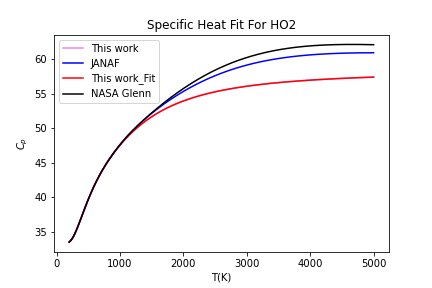 Specific Heat Fit For HO2
This work
JANAF
This work_Fit
NASA Glenn
60
55
50
45
40
35
C_p
0
1000
2000
3000
4000
5000
T(K)